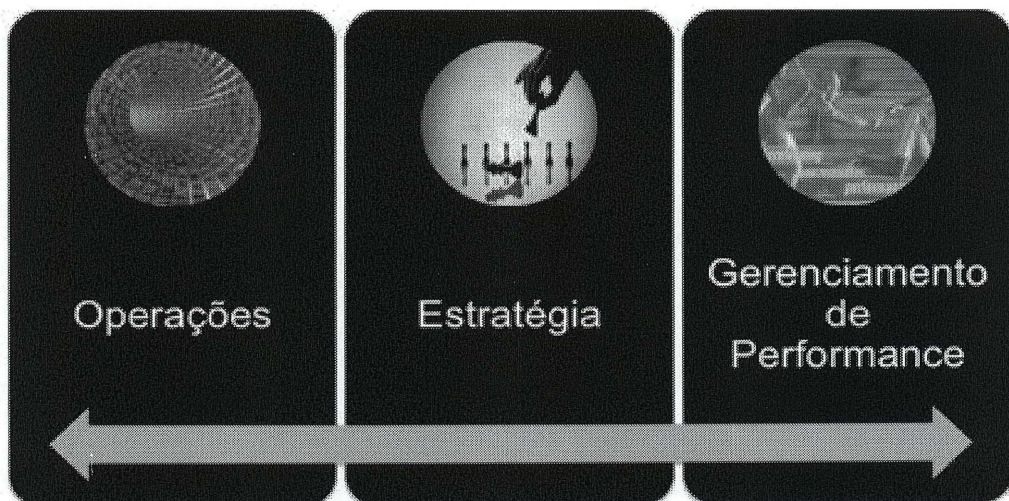 Operações
Estratégia
Gerenciamento
de
Performance